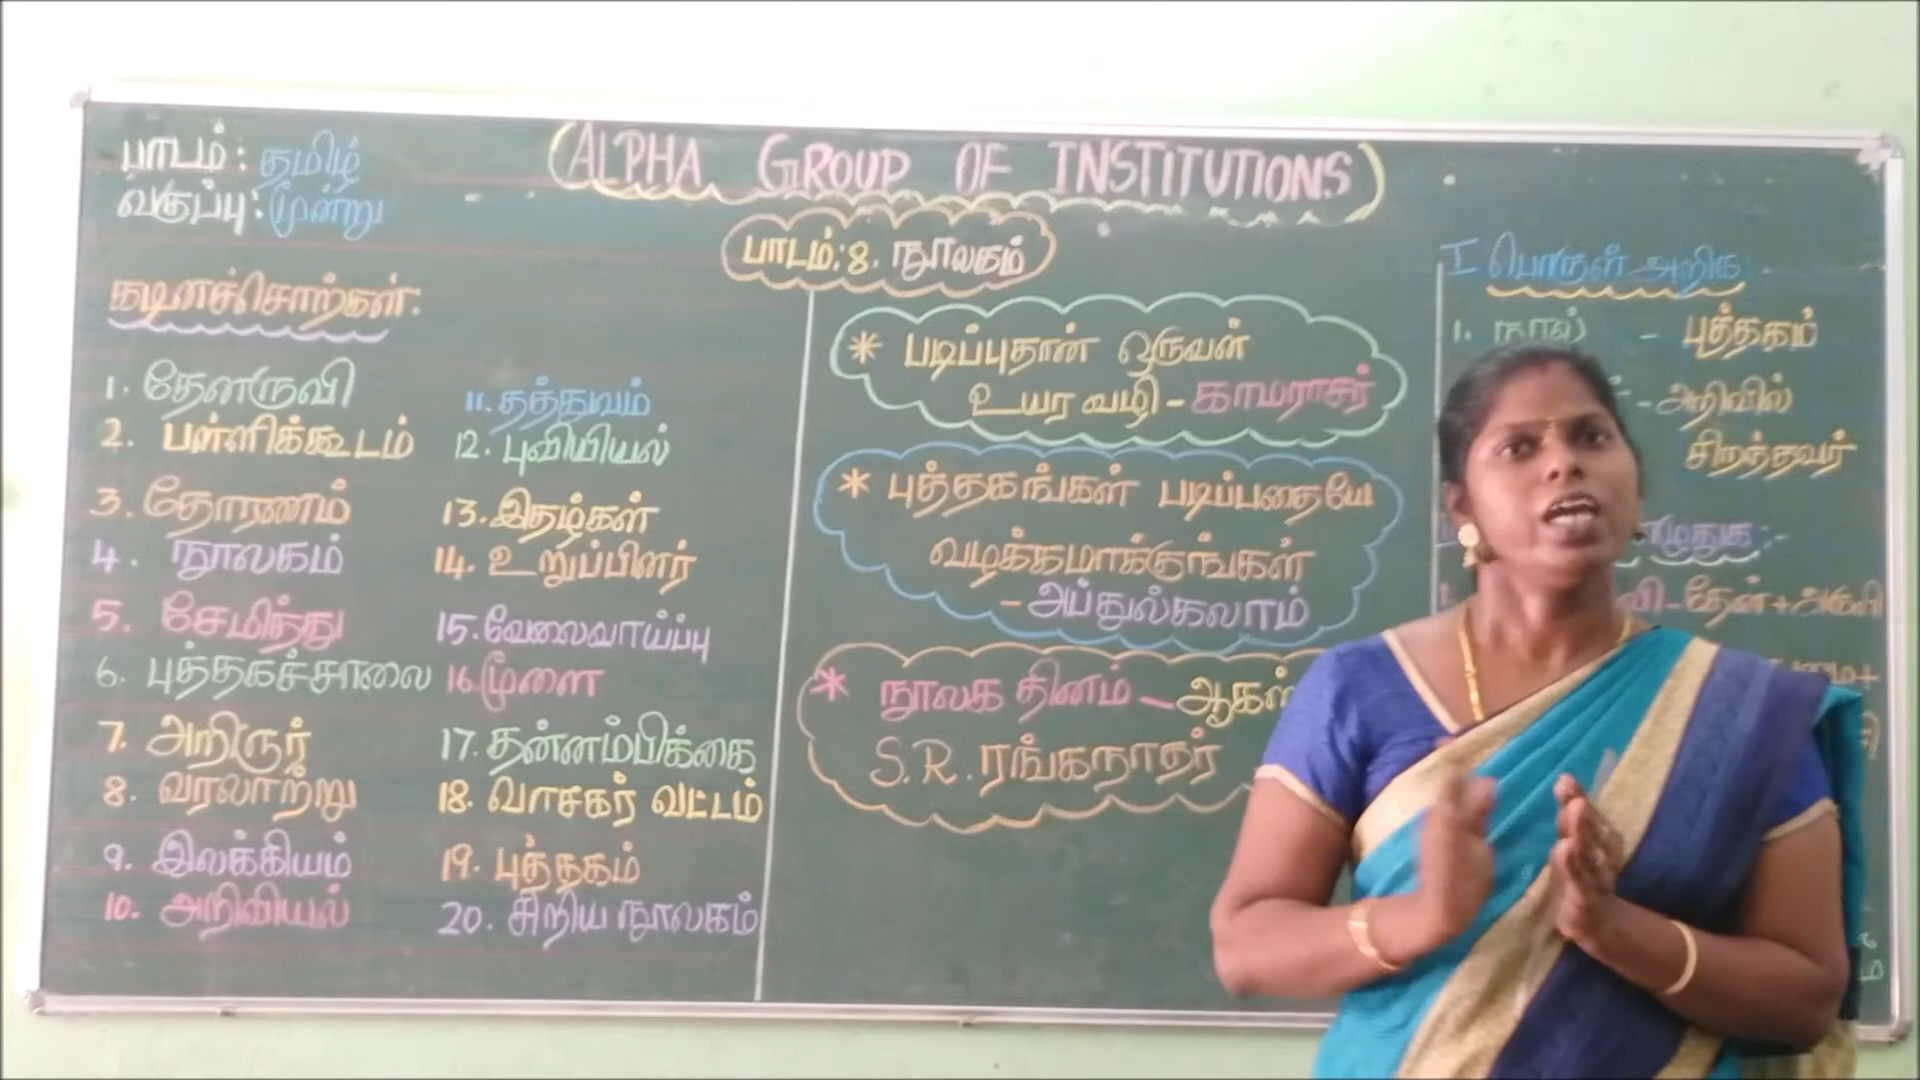 பாடம்: தமிழ்
வகுப்பு: மூன்று
ALPHA GROUP OF INSTITUTIONS
பாடம்: 8. நூலகம்
கடினச்சொற்கள்:
1. தேனருவி
2. பள்ளிக்கூடம்
3. தோரணம்
4. நூலகம்
5. சேமித்து
6. புத்தகச்சாலை
7. அறிஞர்
8. வரலாற்று
9. இலக்கியம்
10. அறிவியல்
11. தத்துவம்
12. புவியியல்
13. இதழ்கள்
14. உறுப்பினர்
15. வேலைவாய்ப்பு
16. மூளை
17. தன்னம்பிக்கை
18. வாசகர் வட்டம்
19. புத்தகம்
20. சிறிய நூலகம்
* படிப்புதான் ஒருவன்
உயர வழி - காமராசர்
* புத்தகங்கள் படிப்பதையே
வழக்கமாக்குங்கள்
- அப்துல்கலாம்
* நூலக தினம் - ஆகஸ்
S.R. ரங்கநாதர்
I பொருள் அறிக
1. நூல் - புத்தகம்
- அறிவில்
சிறந்தவர்
ழுதுக :-
வி - தேன் + அருவி